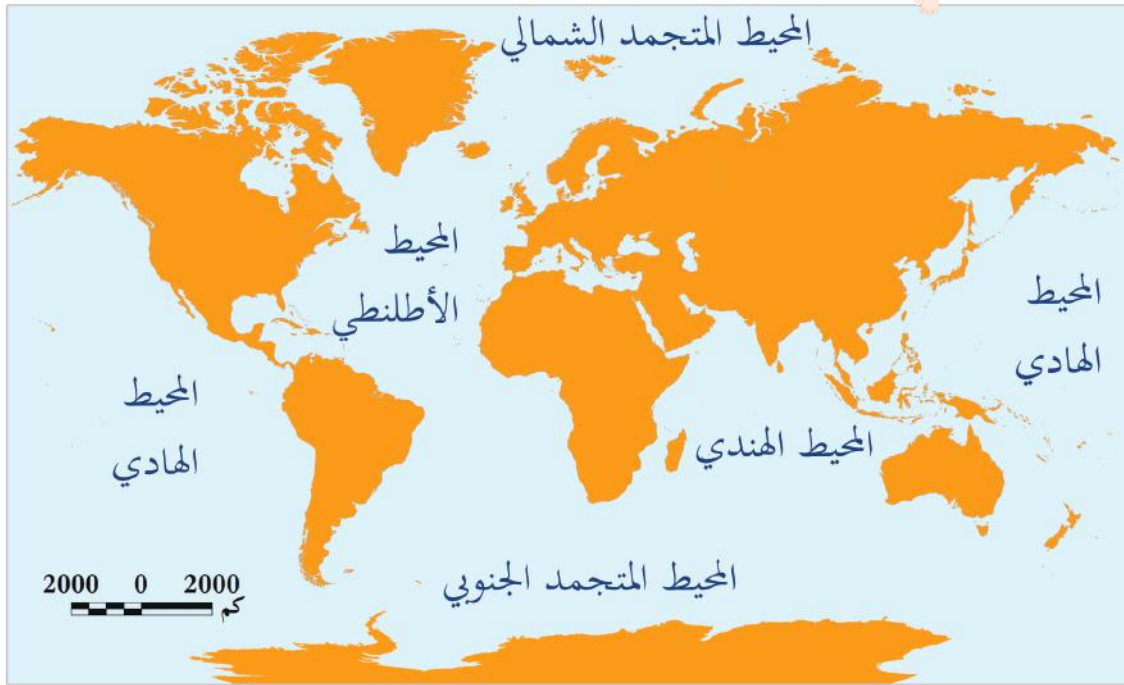 المحيط المتجمد الشمالي
المحيط
الأطلنطي
المحيط
الهادي
المحيط
الهادي
المحيط الهندي
المحيط المتجمد الجنوبي
2000 0 2000
كم